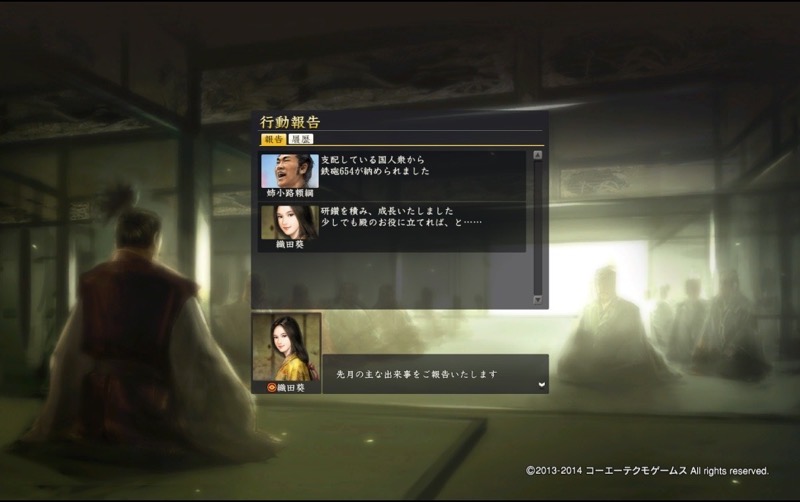 行動報告
報告 履歴
支配している国人衆から
鉄砲654が納められました
姉小路頼綱
研鑽を積み、成長いたしました
少しでも殿のお役に立てれば、と……
織田葵
先月の主な出来事をご報告いたします
織田葵
©2013-2014 コーエーテクモゲームス All rights reserved.